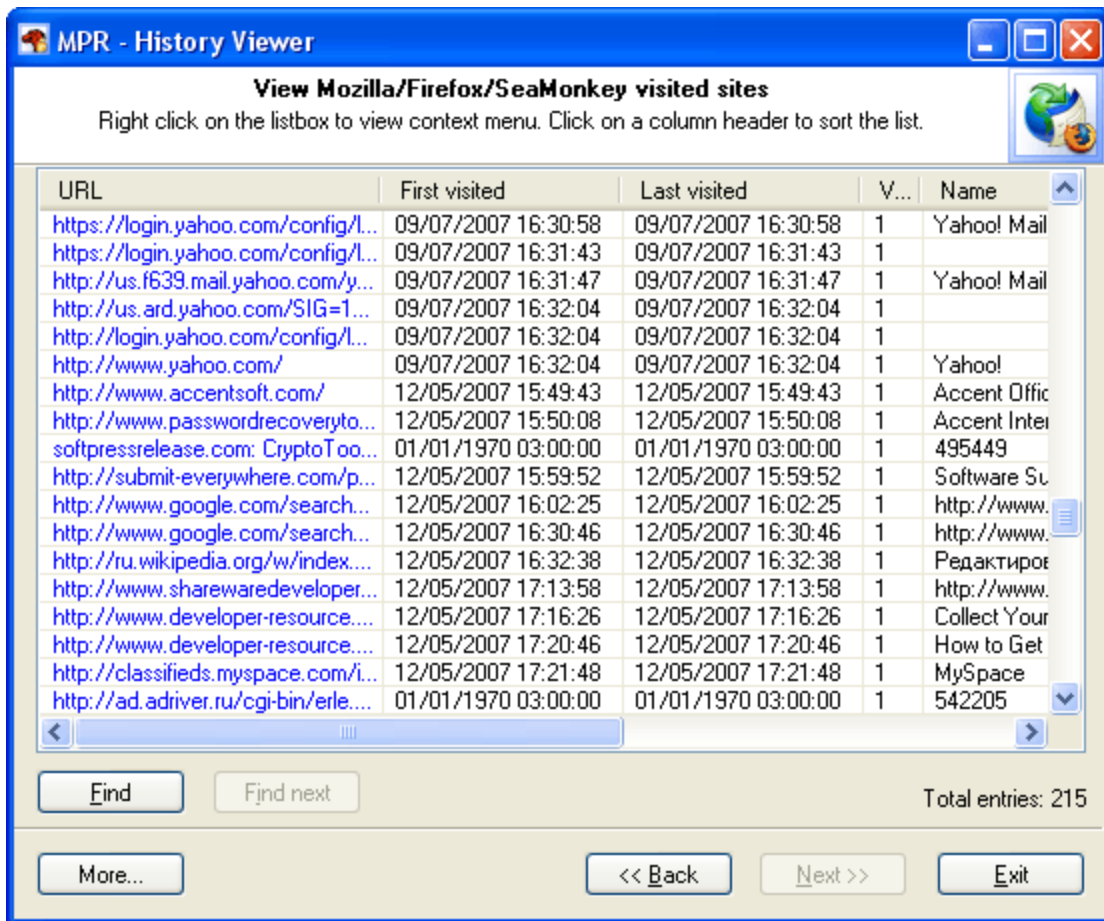 MPR - History Viewer
View Mozilla/Firefox/SeaMonkey visited sites
Right click on the listbox to view context menu. Click on a column header to sort the list.
URL First visited Last visited V... Name
https://login.yahoo.com/config/l... 09/07/2007 16:30:58 09/07/2007 16:30:58 1 Yahoo! Mail
https://login.yahoo.com/config/l... 09/07/2007 16:31:43 09/07/2007 16:31:43 1
http://us.f639.mail.yahoo.com/y... 09/07/2007 16:31:47 09/07/2007 16:31:47 1 Yahoo! Mail
http://us.ard.yahoo.com/SIG=1... 09/07/2007 16:32:04 09/07/2007 16:32:04 1
http://login.yahoo.com/config/l... 09/07/2007 16:32:04 09/07/2007 16:32:04 1
http://www.yahoo.com/ 09/07/2007 16:32:04 09/07/2007 16:32:04 1 Yahoo!
http://www.accentsoft.com/ 12/05/2007 15:49:43 12/05/2007 15:49:43 1 Accent Offic
http://www.passwordrecoveryto... 12/05/2007 15:50:08 12/05/2007 15:50:08 1 Accent Inter
softpressrelease.com: CryptoToo... 01/01/1970 03:00:00 01/01/1970 03:00:00 1 495449
http://submit-everywhere.com/p... 12/05/2007 15:59:52 12/05/2007 15:59:52 1 Software Su
http://www.google.com/search... 12/05/2007 16:02:25 12/05/2007 16:02:25 1 http://www.
http://www.google.com/search... 12/05/2007 16:30:46 12/05/2007 16:30:46 1 http://www.
http://ru.wikipedia.org/w/index.... 12/05/2007 16:32:38 12/05/2007 16:32:38 1 Редактиров
http://www.sharewaredeveloper... 12/05/2007 17:13:58 12/05/2007 17:13:58 1 http://www.
http://www.developer-resource.... 12/05/2007 17:16:26 12/05/2007 17:16:26 1 Collect Your
http://www.developer-resource.... 12/05/2007 17:20:46 12/05/2007 17:20:46 1 How to Get
http://classifieds.myspace.com/i... 12/05/2007 17:21:48 12/05/2007 17:21:48 1 MySpace
http://ad.adriver.ru/cgi-bin/erle.... 01/01/1970 03:00:00 01/01/1970 03:00:00 1 542205
Find Find next Total entries: 215
More... << Back Next >> Exit